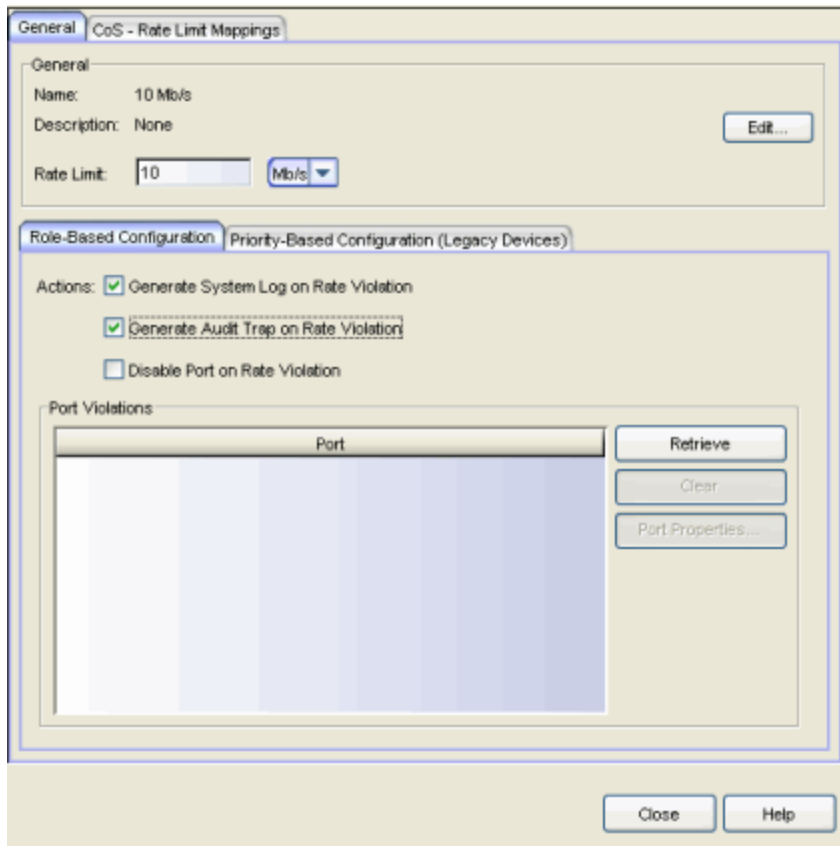 General CoS - Rate Limit Mappings
General
Name: 10 Mb/s
Description: None
Edit...
Rate Limit: 10 Mb/s
Role-Based Configuration Priority-Based Configuration (Legacy Devices)
Actions: Generate System Log on Rate Violation
Generate Audit Trap on Rate Violation
Disable Port on Rate Violation
Port Violations
Port
Retrieve
Clear
Port Properties...
Close Help